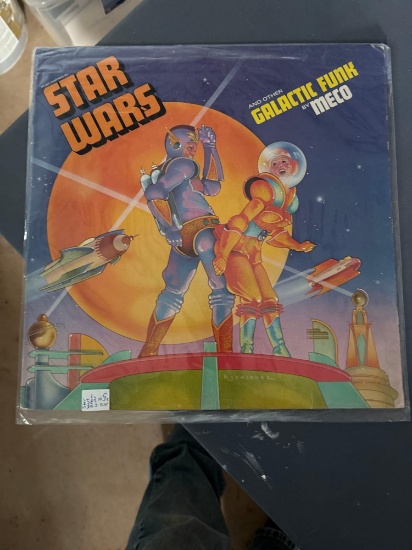 STAR
WARS
AND OTHER
GALACTIC FUNK
BY MECO